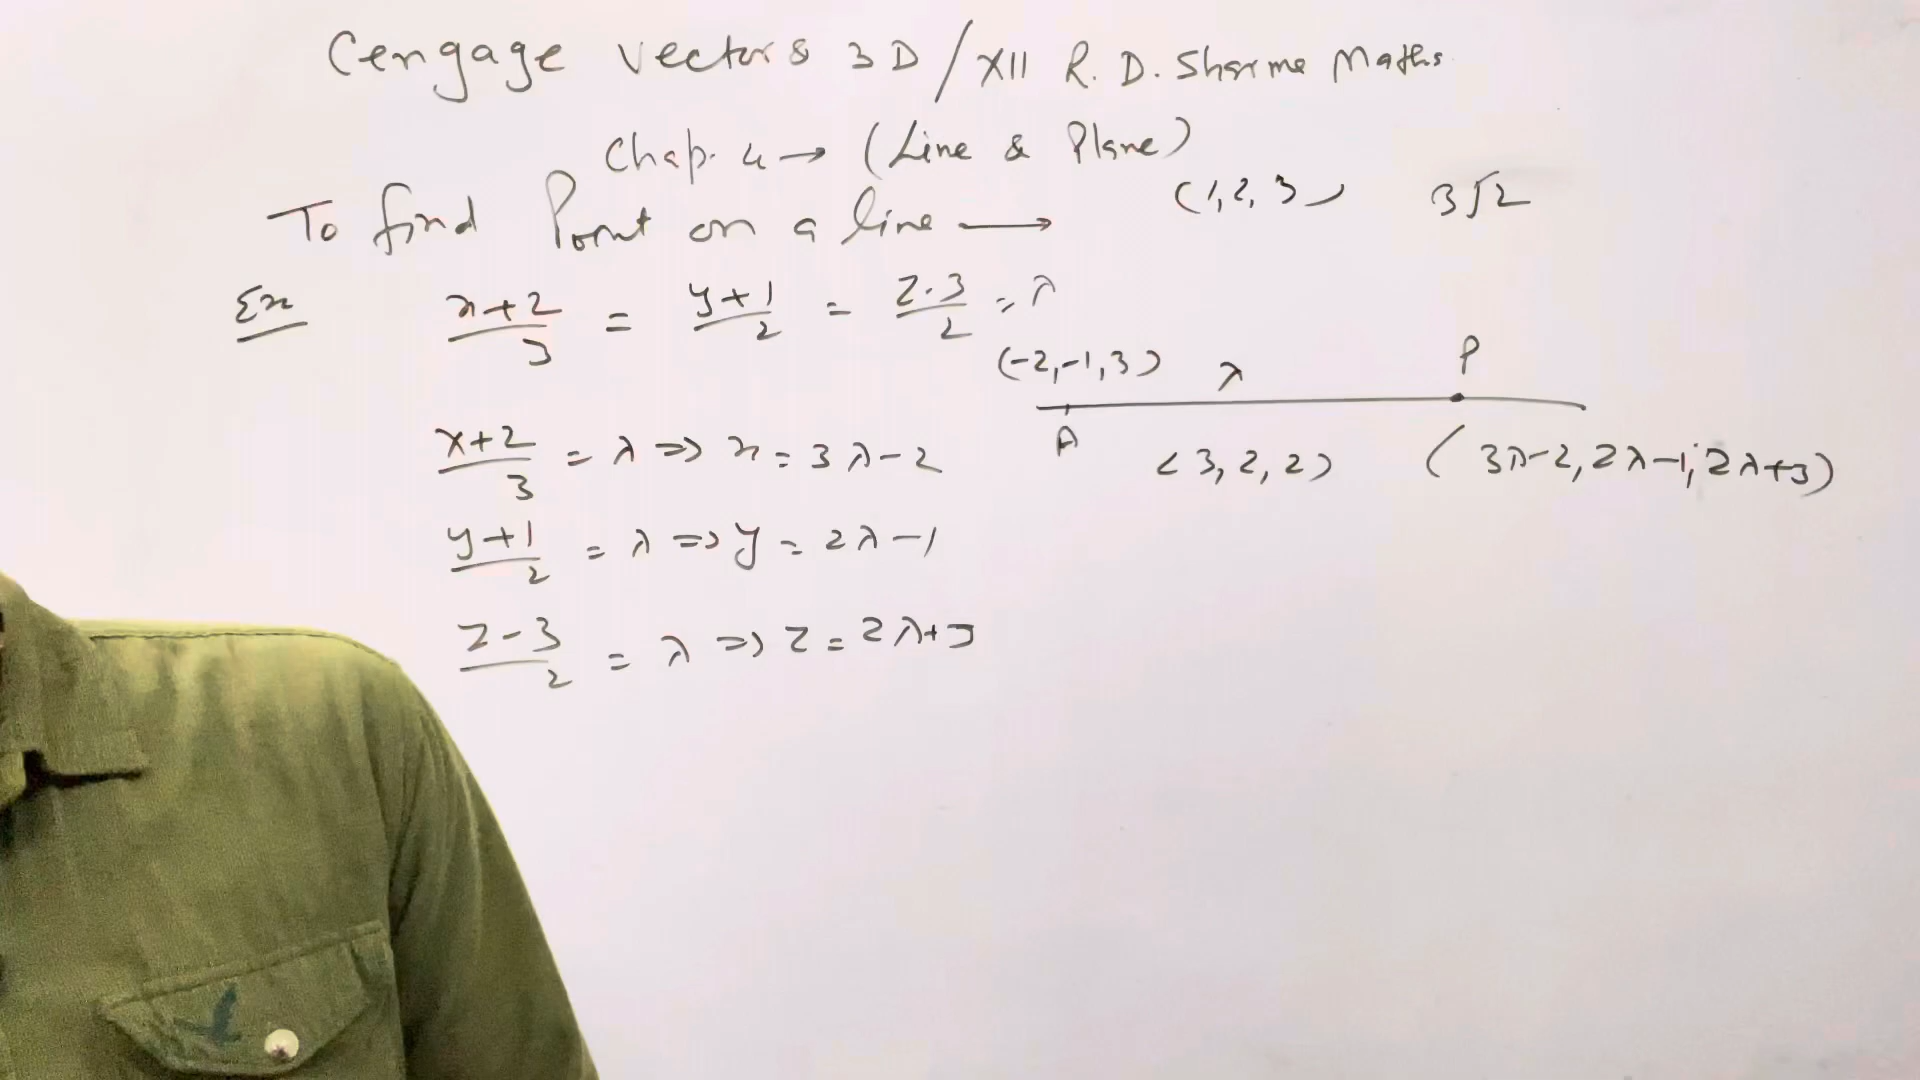 Cengage Vectors 3D / XII R. D. Sharma Maths
Chap. 4 → (Line & Plane)
To find Point on a line → (1, 2, 3) 3√2
Ex x+2/3 = y+1/2 = z-3/2 = λ
(-2, -1, 3) λ P
A <3, 2, 2> (3λ-2, 2λ-1, 2λ+3)
x+2/3 = λ => x = 3λ-2
y+1/2 = λ => y = 2λ-1
z-3/2 = λ => z = 2λ+3